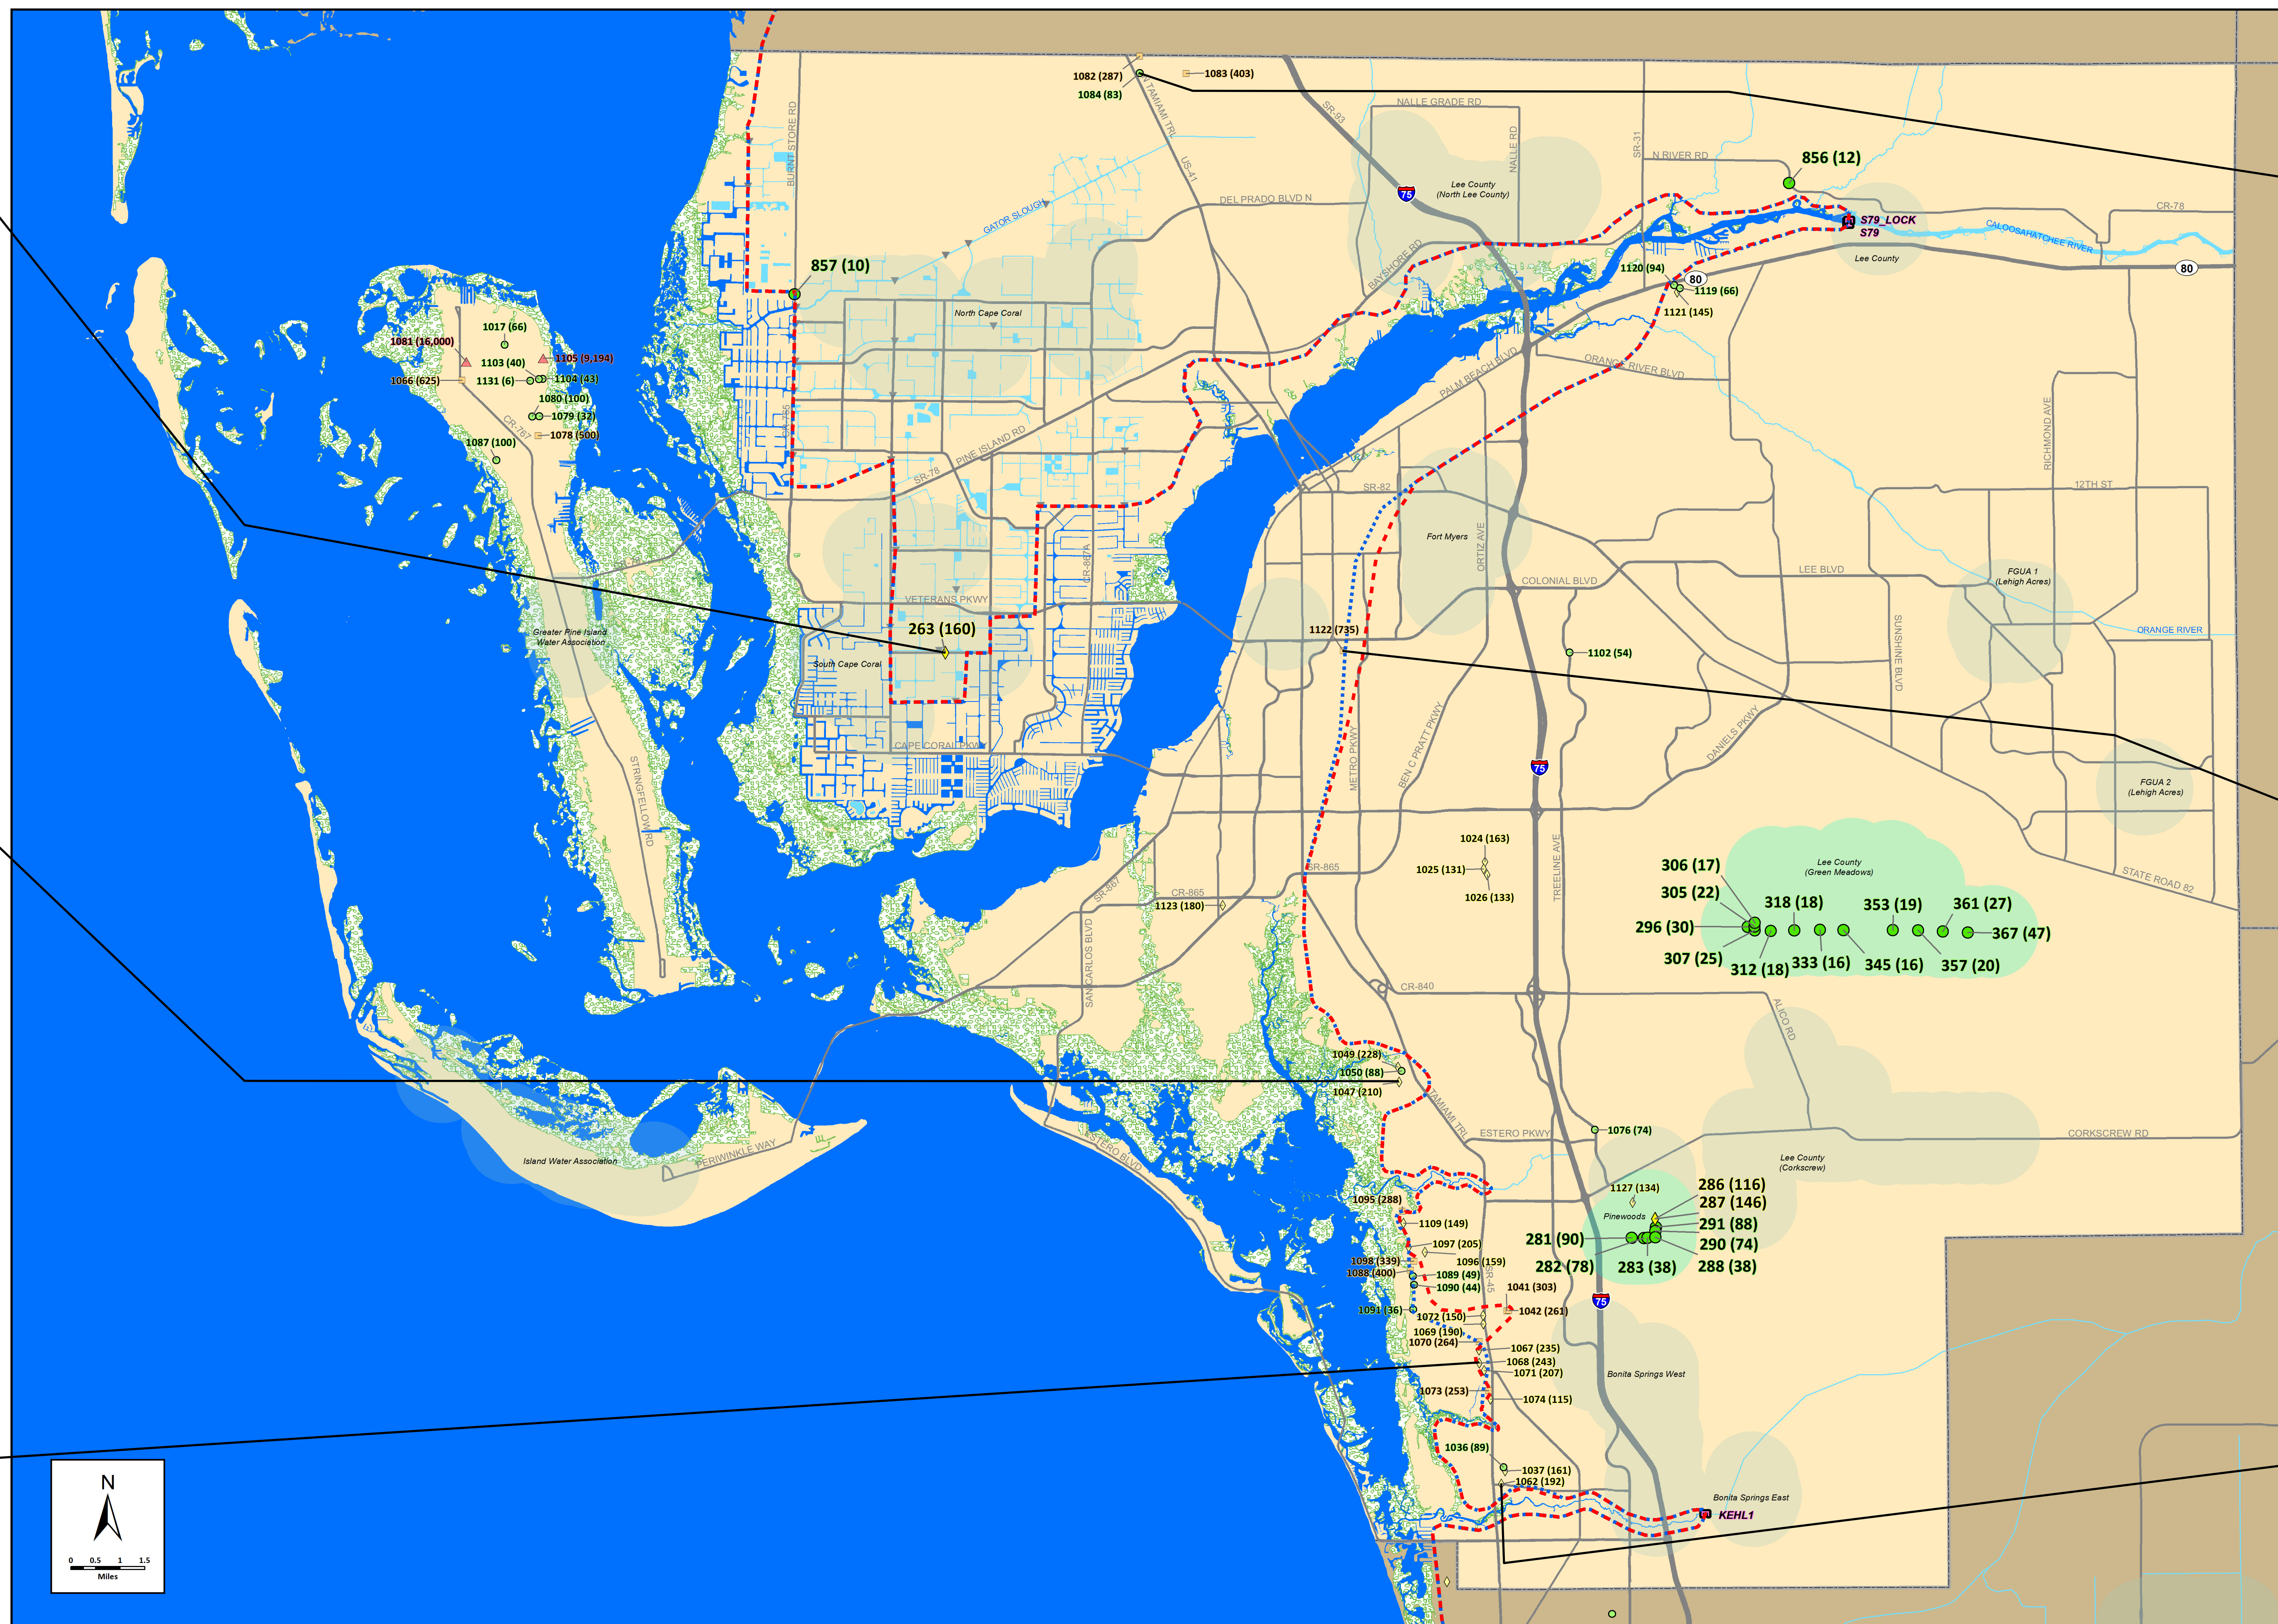 1082 (287)
1083 (403)
1084 (83)
N TAMIAMI TRL
US-41
SR-93
NALLE GRADE RD
NALLE RD
SR-31
N RIVER RD
856 (12)
BURNT STORE RD
Lee County
(North Lee County)
75
DEL PRADO BLVD N
CR-78
S79_LOCK
S79
CALOOSAHATCHEE RIVER
Lee County
GATOR SLOUGH
BAYSHORE RD
857 (10)
1120 (94)
80
80
1119 (66)
1121 (145)
North Cape Coral
1017 (66)
1081 (16,000)
1105 (9,194)
1103 (40)
1104 (43)
1066 (625)
1131 (6)
1080 (100)
1079 (32)
1078 (500)
1087 (100)
CR-767
PALM BEACH BLVD
ORANGE RIVER BLVD
SR-78
PINE ISLAND RD
RICHMOND AVE
SR-82
12TH ST
Fort Myers
ORTIZ AVE
CR-867A
COLONIAL BLVD
LEE BLVD
FGUA 1
(Lehigh Acres)
VETERANS PKWY
263 (160)
Greater Pine Island
Water Association
South Cape Coral
1122 (735)
1102 (54)
SUNSHINE BLVD
ORANGE RIVER
CAPE CORAL PKWY
STRINGFELLOW RD
METRO PKWY
BEN C PRATT PKWY
75
DANIELS PKWY
FGUA 2
(Lehigh Acres)
1024 (163)
1025 (131)
1026 (133)
TREELINE AVE
SR-865
SR-867
CR-865
1123 (180)
STATE ROAD 82
Lee County
(Green Meadows)
306 (17)
305 (22)
318 (18)
353 (19)
361 (27)
296 (30)
367 (47)
307 (25)
312 (18)
333 (16)
345 (16)
357 (20)
SAN CARLOS BLVD
CR-840
ALICO RD
1049 (228)
1050 (88)
1047 (210)
TAMIAMI TRL
1076 (74)
ESTERO PKWY
CORKSCREW RD
ESTERO BLVD
PERIWINKLE WAY
Island Water Association
Lee County
(Corkscrew)
1127 (134)
286 (116)
287 (146)
Pinewoods
291 (88)
281 (90)
290 (74)
282 (78)
283 (38)
288 (38)
1095 (288)
1109 (149)
1097 (205)
1098 (339)
1096 (159)
1088 (400)
1089 (49)
1090 (44)
SR-45
1041 (303)
1091 (36)
1042 (261)
75
1072 (150)
1069 (190)
1070 (264)
1067 (235)
1068 (243)
1071 (207)
Bonita Springs West
1073 (253)
1074 (115)
1036 (89)
1037 (161)
1062 (192)
Bonita Springs East
KEHL1
N
0 0.5 1 1.5
Miles